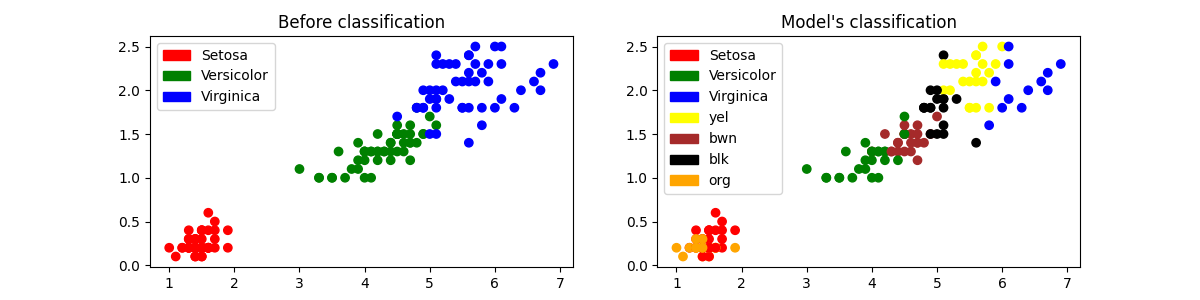 Before classification
2.5
2.0
1.5
1.0
0.5
0.0
Setosa
Versicolor
Virginica
1 2 3 4 5 6 7
Model's classification
2.5
2.0
1.5
1.0
0.5
0.0
Setosa
Versicolor
Virginica
yel
bwn
blk
org
1 2 3 4 5 6 7